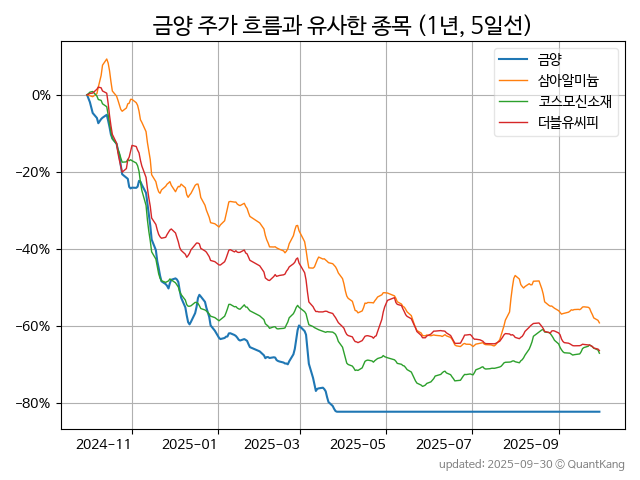 금양 주가 흐름과 유사한 종목 (1년, 5일선)
금양
삼아알미늄
코스모신소재
더블유씨피
0%
−20%
−40%
−60%
−80%
2024-11 2025-01 2025-03 2025-05 2025-07 2025-09
updated: 2025-09-30 © QuantKang